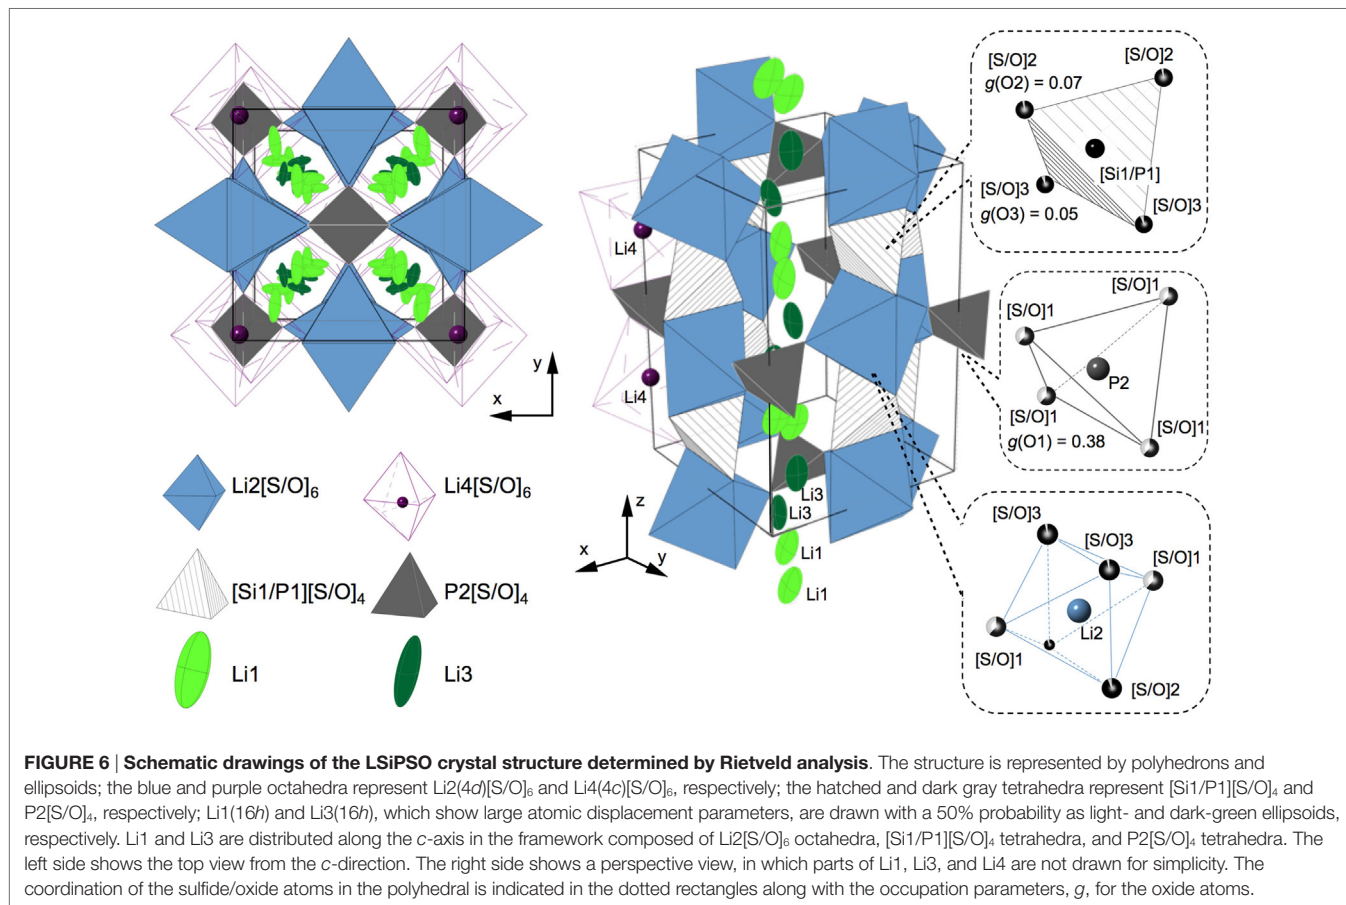 [S/O]2
[S/O]2
g(O2) = 0.07
[Si1/P1]
[S/O]3
[S/O]3
g(O3) = 0.05
Li4
y
x
[S/O]1
[S/O]1
P2
[S/O]1
[S/O]1
g(O1) = 0.38
Li4
Li2[S/O]6
Li4[S/O]6
Li3
Li3
z
x
y
Li1
Li1
[Si1/P1][S/O]4
P2[S/O]4
Li1
Li3
[S/O]3
[S/O]3
[S/O]1
Li2
[S/O]1
[S/O]2
FIGURE 6 | Schematic drawings of the LSiPSO crystal structure determined by Rietveld analysis. The structure is represented by polyhedrons and
ellipsoids; the blue and purple octahedra represent Li2(4d)[S/O]6 and Li4(4c)[S/O]6, respectively; the hatched and dark gray tetrahedra represent [Si1/P1][S/O]4 and
P2[S/O]4, respectively; Li1(16h) and Li3(16h), which show large atomic displacement parameters, are drawn with a 50% probability as light- and dark-green ellipsoids,
respectively. Li1 and Li3 are distributed along the c-axis in the framework composed of Li2[S/O]6 octahedra, [Si1/P1][S/O]4 tetrahedra, and P2[S/O]4 tetrahedra. The
left side shows the top view from the c-direction. The right side shows a perspective view, in which parts of Li1, Li3, and Li4 are not drawn for simplicity. The
coordination of the sulfide/oxide atoms in the polyhedral is indicated in the dotted rectangles along with the occupation parameters, g, for the oxide atoms.